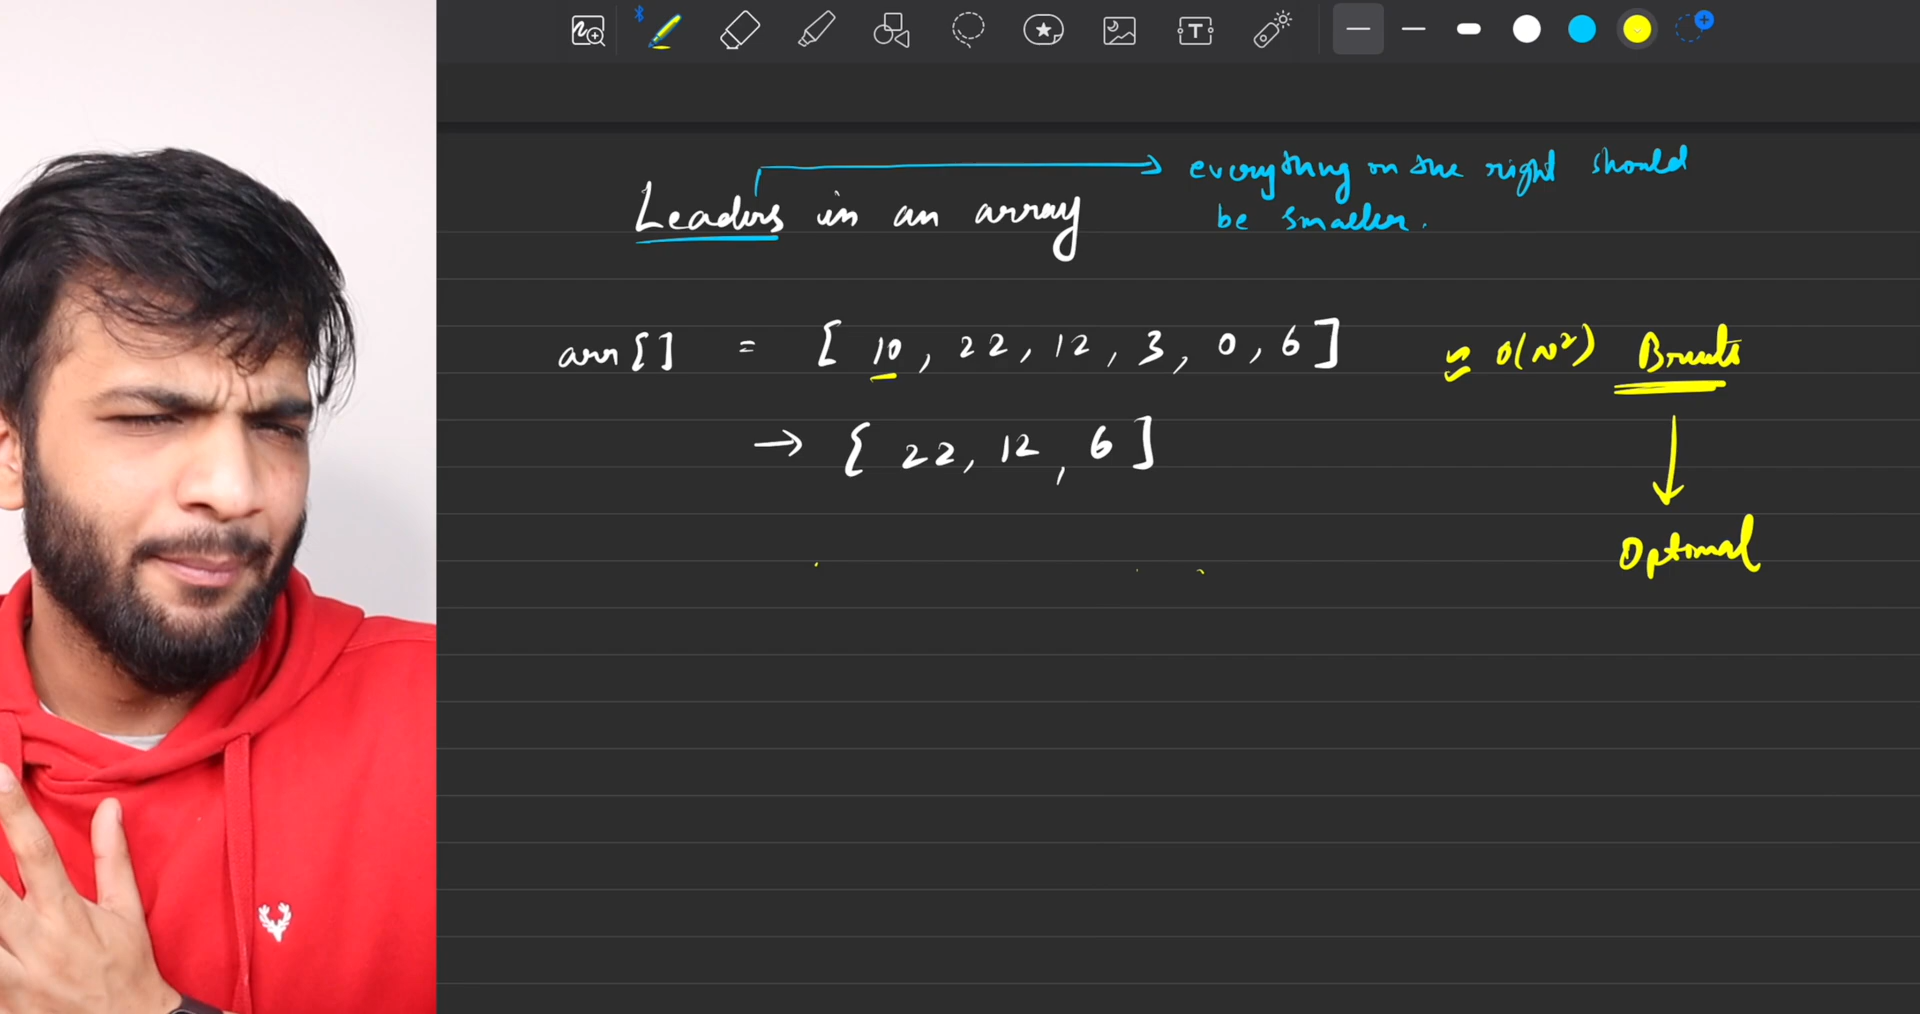 everything on the right should
be smaller.
Leaders in an array
arr[] = [ 10, 22, 12, 3, 0, 6 ] O(N²) Brute
→ [ 22, 12, 6 ]
Optimal
T